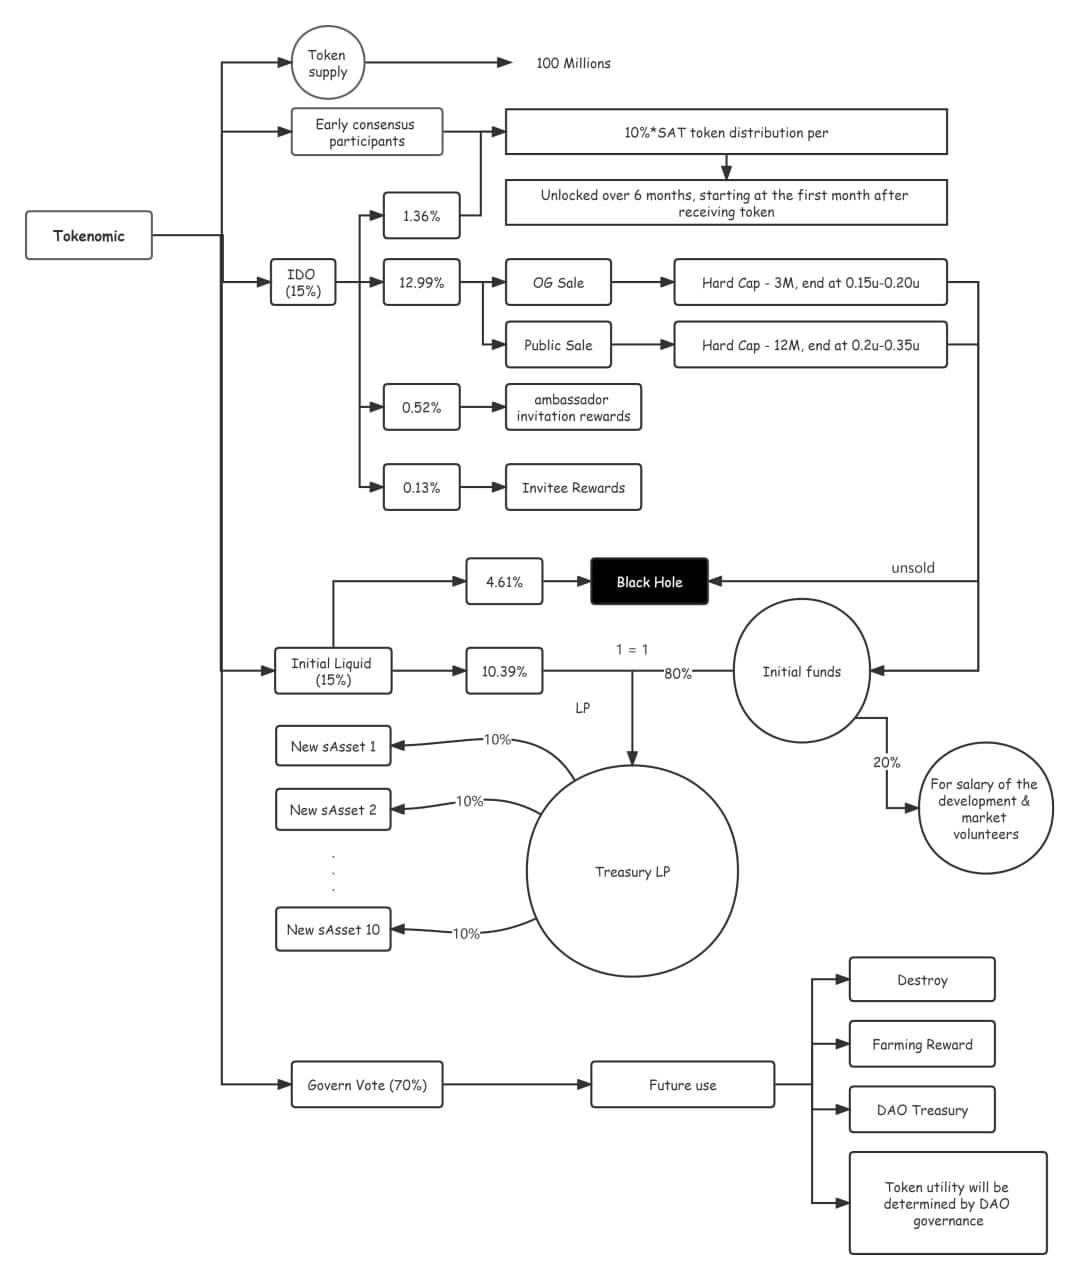 Token
supply
100 Millions
Early consensus
participants
10%*SAT token distribution per
Unlocked over 6 months, starting at the first month after
receiving token
1.36%
Tokenomic
IDO
(15%)
12.99%
OG Sale
Hard Cap - 3M, end at 0.15u-0.20u
Public Sale
Hard Cap - 12M, end at 0.2u-0.35u
0.52%
ambassador
invitation rewards
0.13%
Invitee Rewards
unsold
4.61%
Black Hole
1 = 1
Initial Liquid
(15%)
10.39%
80%
Initial funds
LP
New sAsset 1
10%
20%
New sAsset 2
10%
For salary of the
development &
market
volunteers
.
.
.
Treasury LP
New sAsset 10
10%
Destroy
Farming Reward
Govern Vote (70%)
Future use
DAO Treasury
Token utility will be
determined by DAO
governance